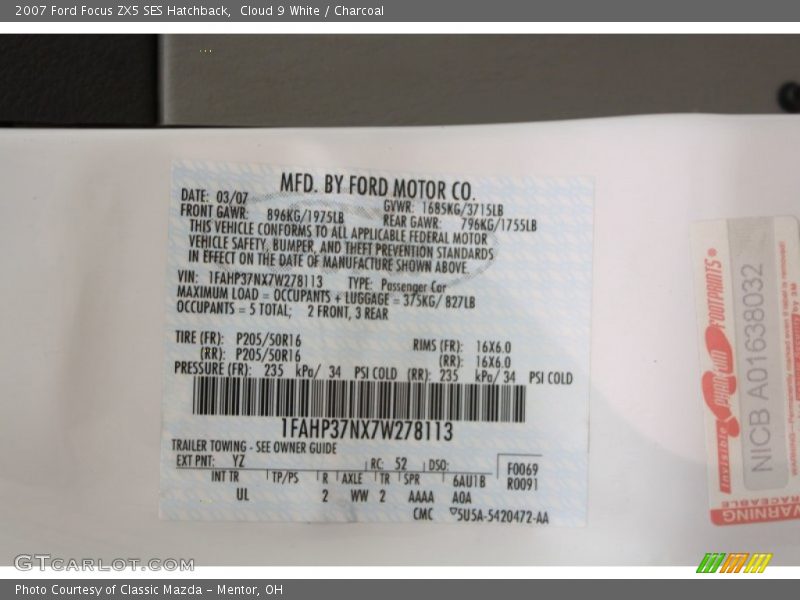 2007 Ford Focus ZX5 SES Hatchback,  Cloud 9 White / Charcoal
MFD. BY FORD MOTOR CO.
DATE: 03/07 GVWR: 1685KG/3715LB
FRONT GAWR: 896KG/1975LB REAR GAWR: 796KG/1755LB
THIS VEHICLE CONFORMS TO ALL APPLICABLE FEDERAL MOTOR
VEHICLE SAFETY, BUMPER, AND THEFT PREVENTION STANDARDS
IN EFFECT ON THE DATE OF MANUFACTURE SHOWN ABOVE.
VIN: 1FAHP37NX7W278113 TYPE: Passenger Car
MAXIMUM LOAD = OCCUPANTS + LUGGAGE = 375KG/ 827LB
OCCUPANTS = 5 TOTAL; 2 FRONT, 3 REAR
TIRE (FR): P205/50R16 RIMS (FR): 16X6.0
(RR): P205/50R16 (RR): 16X6.0
PRESSURE (FR): 235 kPa/ 34 PSI COLD (RR): 235 kPa/ 34 PSI COLD
1FAHP37NX7W278113
TRAILER TOWING - SEE OWNER GUIDE
EXT PNT: YZ RC: 52 DSO: F0069
INT TR TP/PS R AXLE TR SPR 6AU1B R0091
UL 2 WW 2 AAAA AOA
CMC ▽5U5A-5420472-AA
Invisible PHANTOM FOOTPRINTS
NICB A01638032
WARNING
GTCarLot.com
Photo Courtesy of Classic Mazda - Mentor, OH